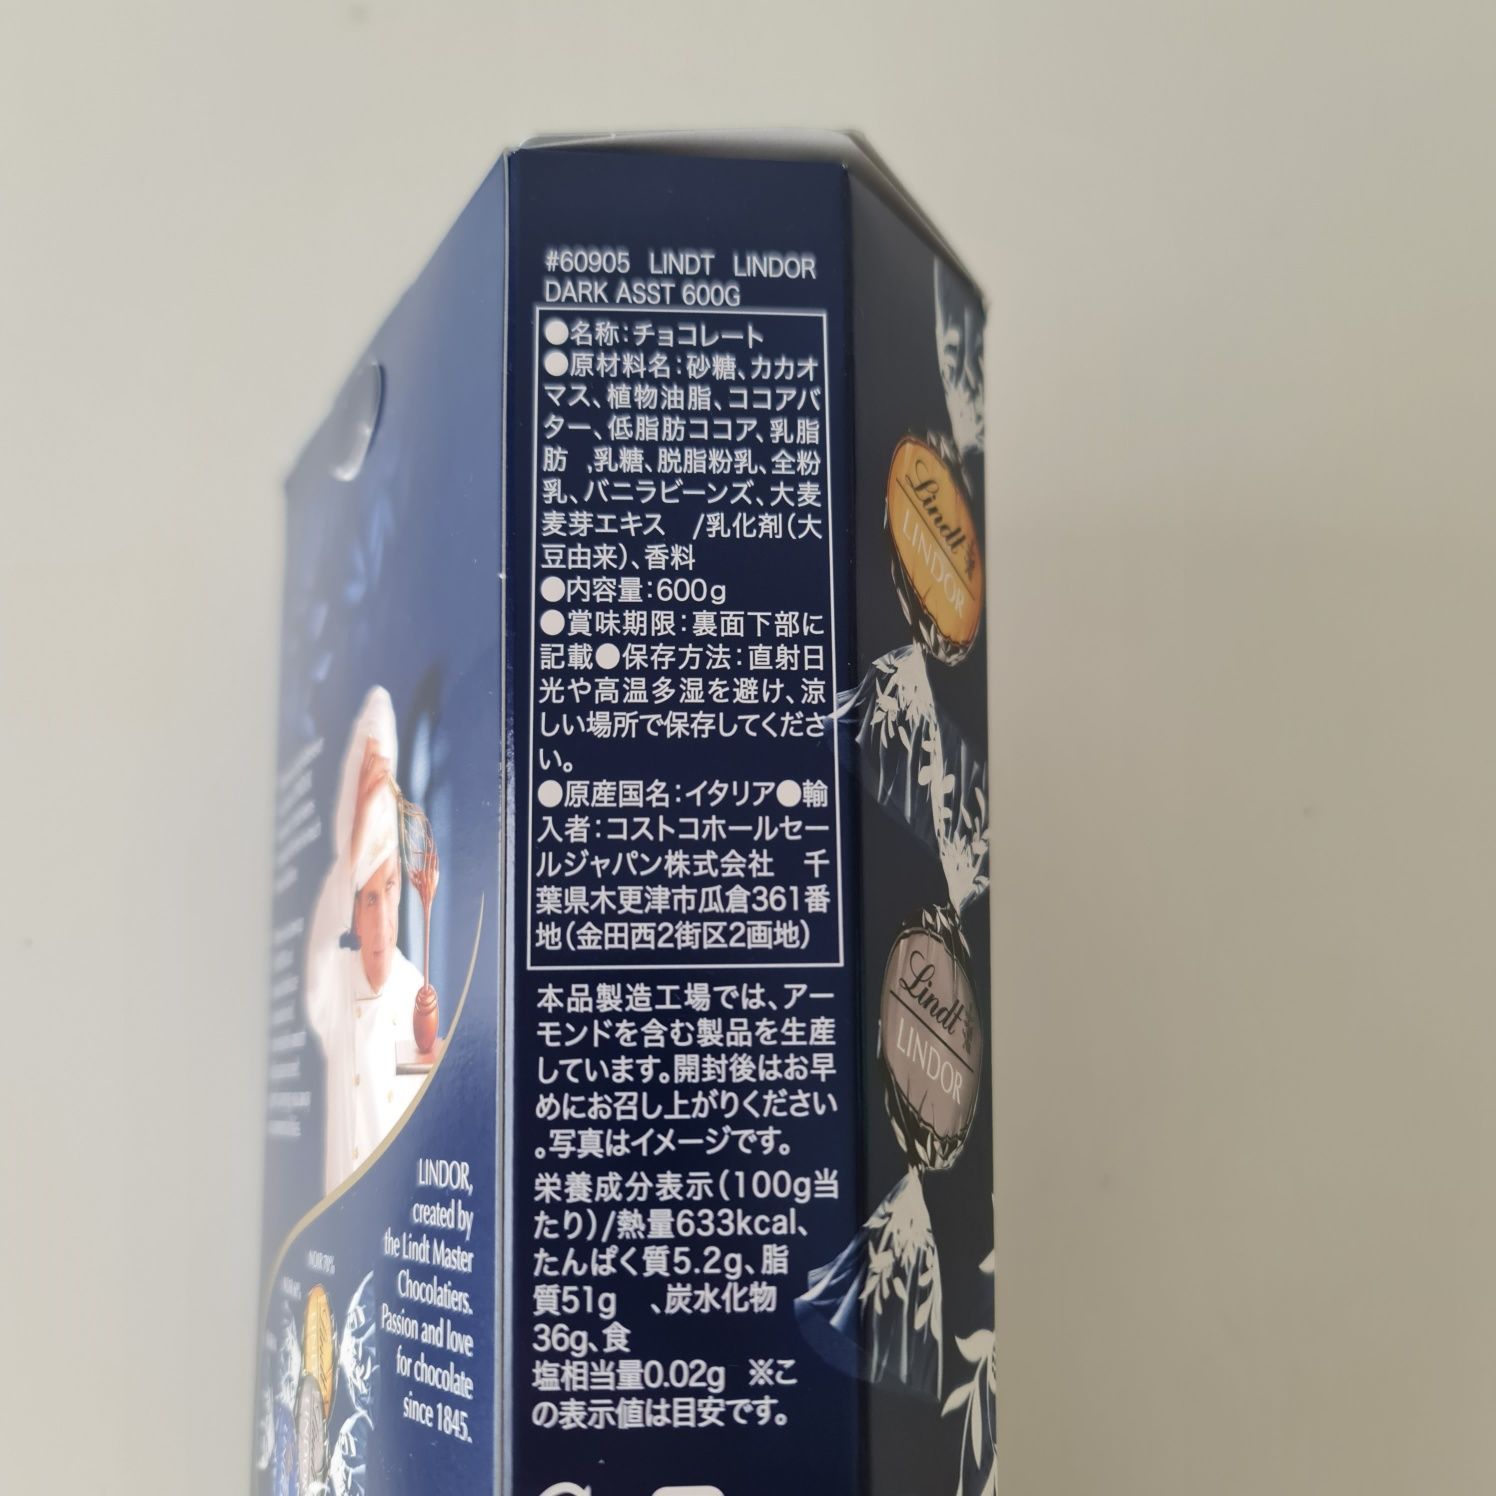 #60905 LINDT LINDOR
DARK ASST 600G
●名称:チョコレート
●原材料名:砂糖、カカオ
マス、植物油脂、ココアバ
ター、低脂肪ココア、乳脂
肪 ,乳糖、脱脂粉乳、全粉
乳、バニラビーンズ、大麦
麦芽エキス /乳化剤(大
豆由来)、香料
●内容量:600g
●賞味期限:裏面下部に
記載●保存方法:直射日
光や高温多湿を避け、涼
しい場所で保存してくださ
い。
●原産国名:イタリア●輸
入者:コストコホールセー
ルジャパン株式会社 千
葉県木更津市瓜倉361番
地(金田西2街区2画地)
本品製造工場では、アー
モンドを含む製品を生産
しています。開封後はお早
めにお召し上がりください
。写真はイメージです。
栄養成分表示(100g当
たり)/熱量633kcal、
たんぱく質5.2g、脂
質51g 、炭水化物
36g、食
塩相当量0.02g ※こ
の表示値は目安です。
LINDOR,
created by
the Lindt Master
Chocolatiers.
Passion and love
for chocolate
since 1845.
NOIR 70%
Lindt
LINDOR
Lindt
LINDOR